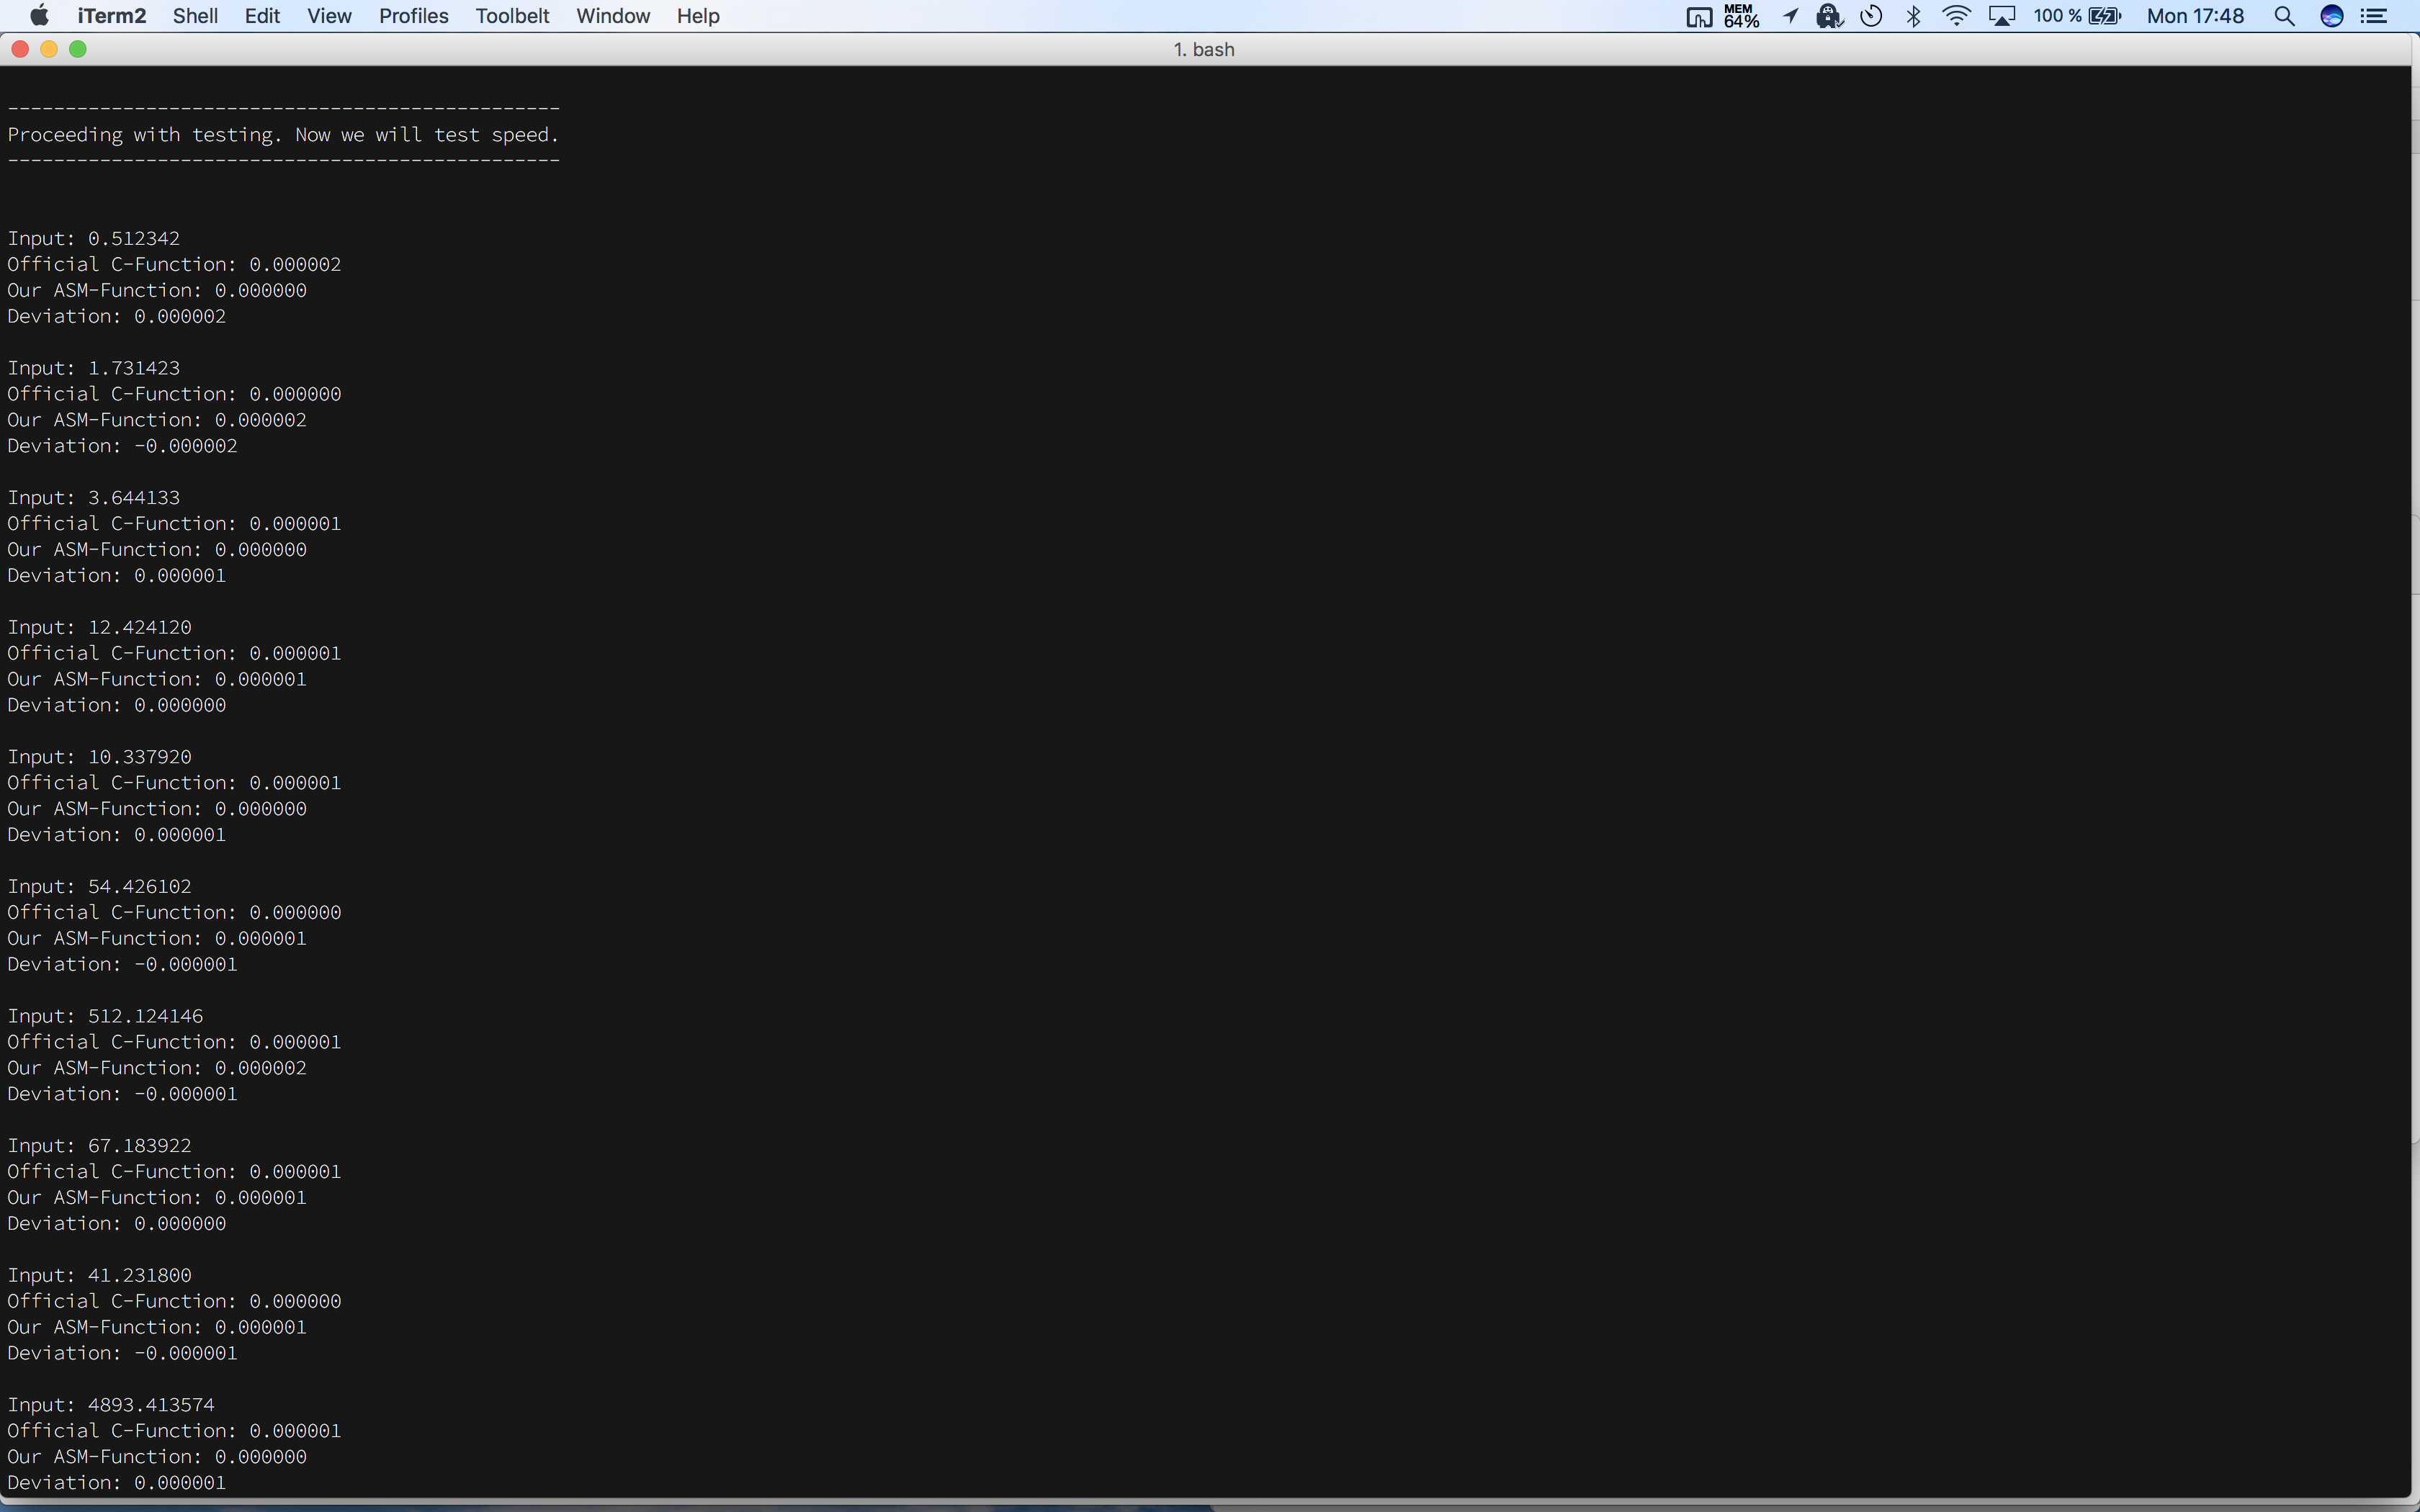 iTerm2 Shell Edit View Profiles Toolbelt Window Help MEM 64% 100 % Mon 17:48
1. bash
------------------------------------------------
Proceeding with testing. Now we will test speed.
------------------------------------------------
Input: 0.512342
Official C-Function: 0.000002
Our ASM-Function: 0.000000
Deviation: 0.000002
Input: 1.731423
Official C-Function: 0.000000
Our ASM-Function: 0.000002
Deviation: -0.000002
Input: 3.644133
Official C-Function: 0.000001
Our ASM-Function: 0.000000
Deviation: 0.000001
Input: 12.424120
Official C-Function: 0.000001
Our ASM-Function: 0.000001
Deviation: 0.000000
Input: 10.337920
Official C-Function: 0.000001
Our ASM-Function: 0.000000
Deviation: 0.000001
Input: 54.426102
Official C-Function: 0.000000
Our ASM-Function: 0.000001
Deviation: -0.000001
Input: 512.124146
Official C-Function: 0.000001
Our ASM-Function: 0.000002
Deviation: -0.000001
Input: 67.183922
Official C-Function: 0.000001
Our ASM-Function: 0.000001
Deviation: 0.000000
Input: 41.231800
Official C-Function: 0.000000
Our ASM-Function: 0.000001
Deviation: -0.000001
Input: 4893.413574
Official C-Function: 0.000001
Our ASM-Function: 0.000000
Deviation: 0.000001